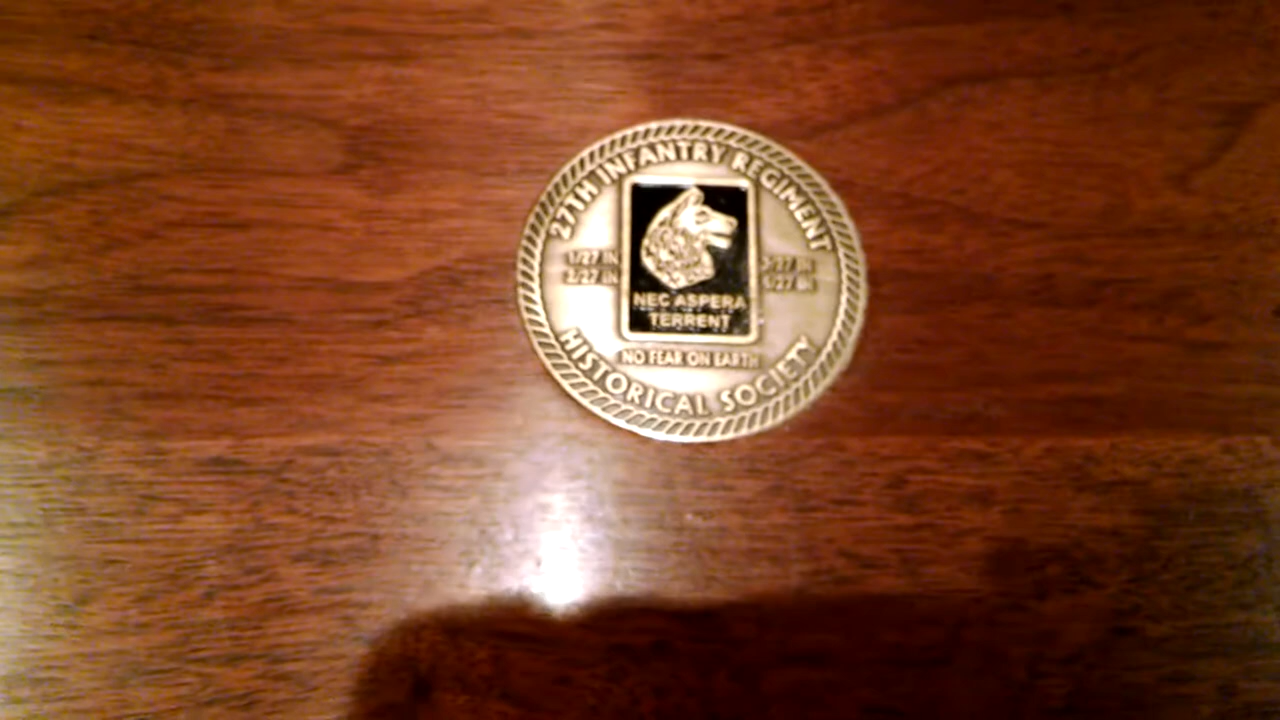 27TH INFANTRY REGIMENT
1/27 IN
2/27 IN
NEC ASPERA
TERRENT
NO FEAR ON EARTH
HISTORICAL SOCIETY